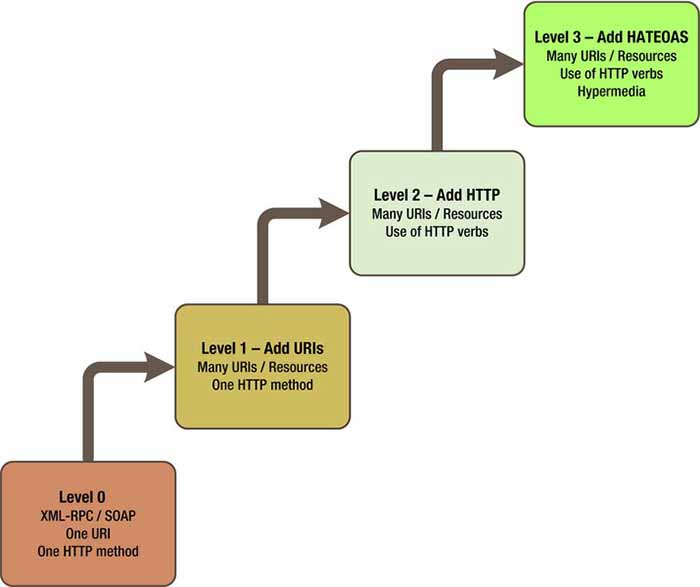 Level 3 – Add HATEOAS
Many URIs / Resources
Use of HTTP verbs
Hypermedia
Level 2 – Add HTTP
Many URIs / Resources
Use of HTTP verbs
Level 1 – Add URIs
Many URIs / Resources
One HTTP method
Level 0
XML-RPC / SOAP
One URI
One HTTP method